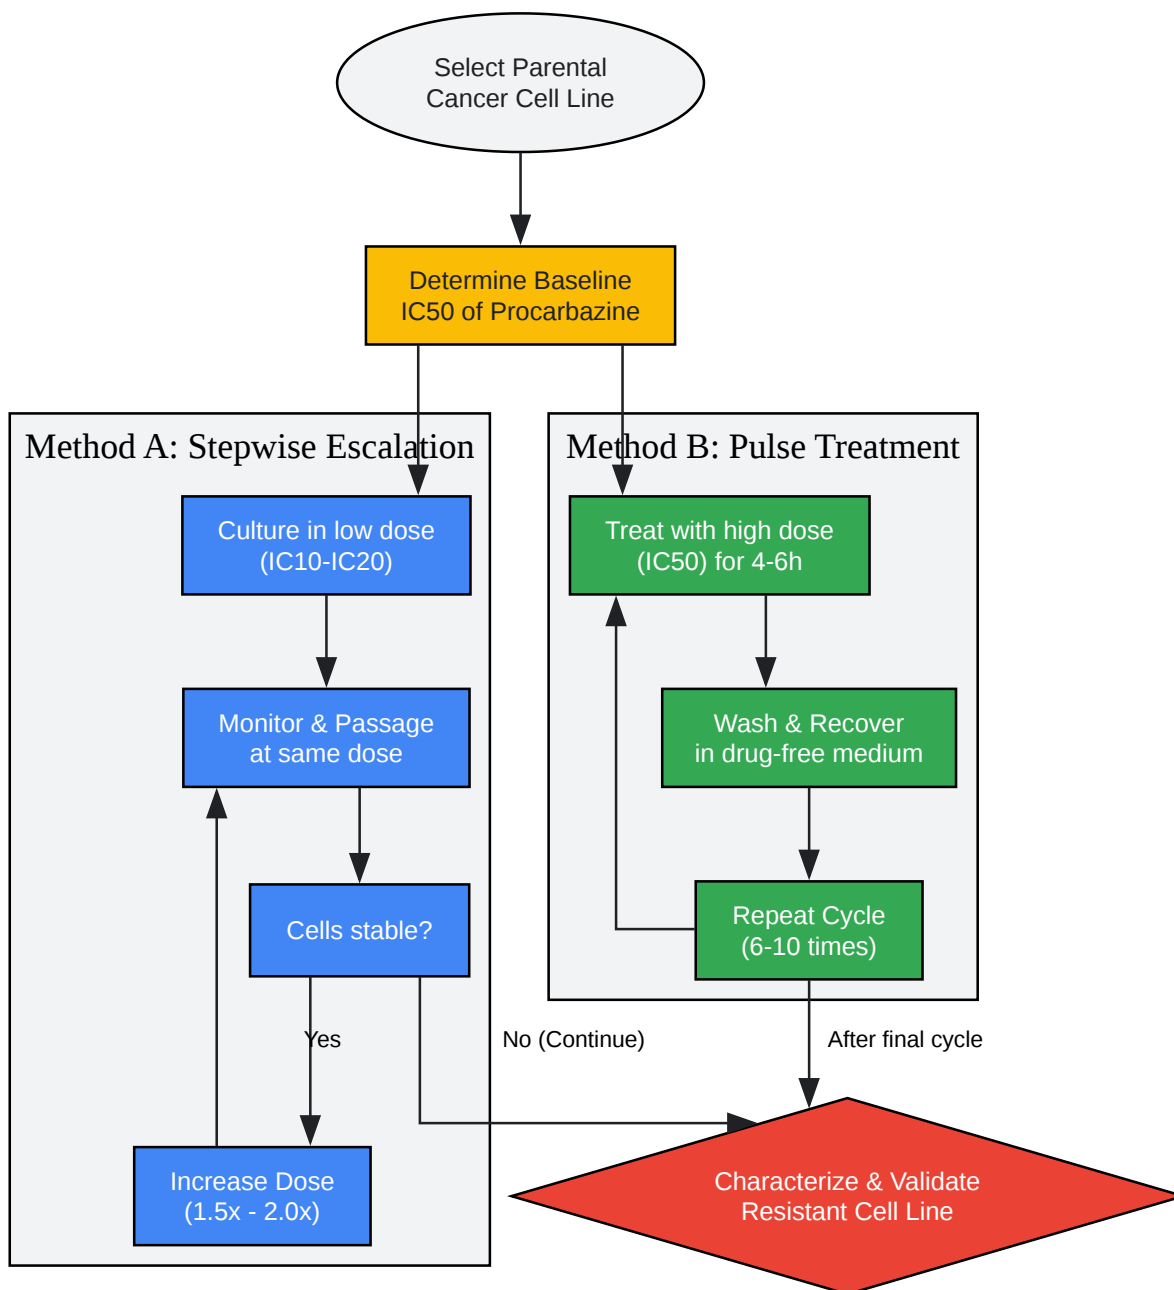 Select Parental
Cancer Cell Line
Determine Baseline
IC50 of Procarbazine
Method A: Stepwise Escalation
Culture in low dose
(IC10-IC20)
Monitor & Passage
at same dose
Cells stable?
Yes
No (Continue)
Increase Dose
(1.5x - 2.0x)
Method B: Pulse Treatment
Treat with high dose
(IC50) for 4-6h
Wash & Recover
in drug-free medium
Repeat Cycle
(6-10 times)
After final cycle
Characterize & Validate
Resistant Cell Line